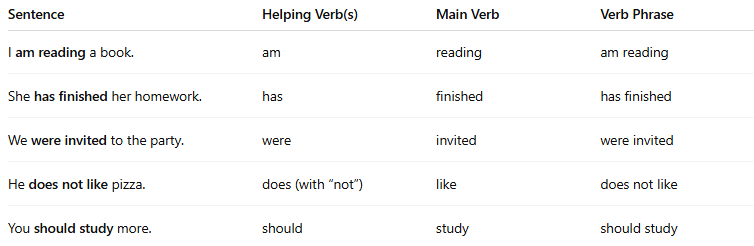 Sentence Helping Verb(s) Main Verb Verb Phrase
I am reading a book. am reading am reading
She has finished her homework. has finished has finished
We were invited to the party. were invited were invited
He does not like pizza. does (with “not”) like does not like
You should study more. should study should study